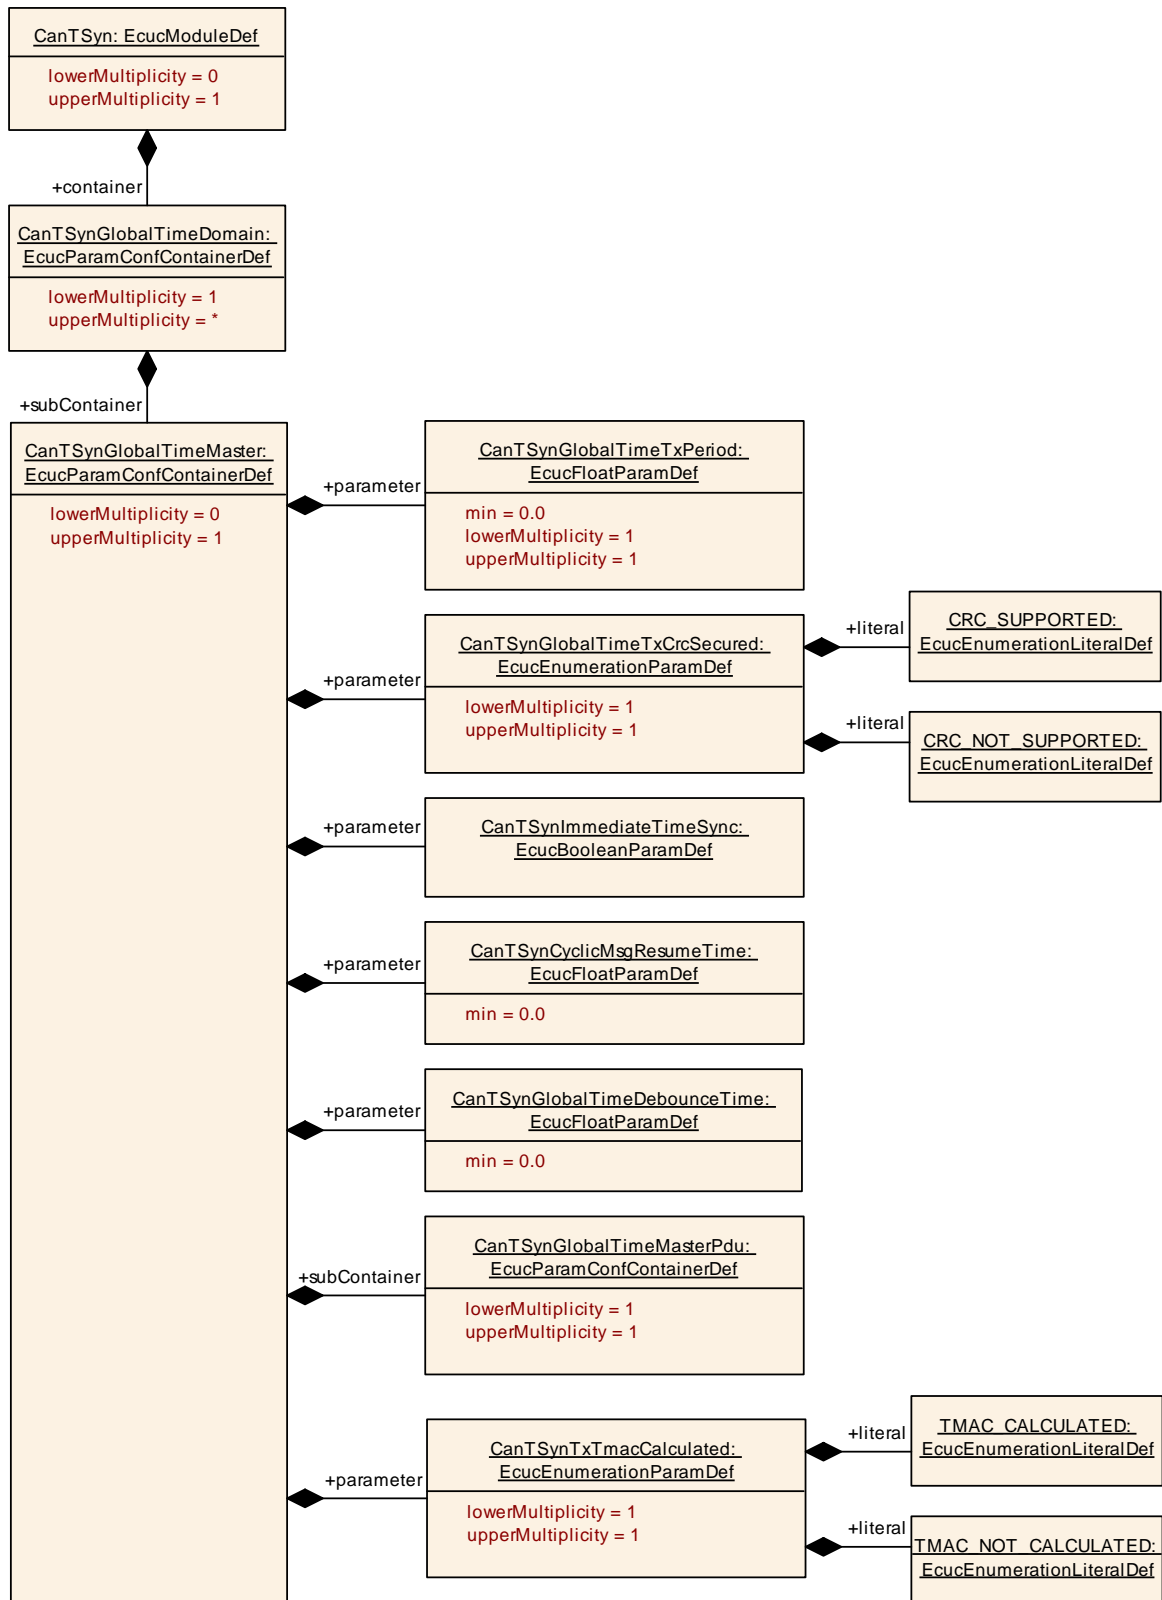 CanTSyn: EcucModuleDef
lowerMultiplicity = 0
upperMultiplicity = 1
+container
CanTSynGlobalTimeDomain:
EcucParamConfContainerDef
lowerMultiplicity = 1
upperMultiplicity = *
+subContainer
CanTSynGlobalTimeMaster:
EcucParamConfContainerDef
lowerMultiplicity = 0
upperMultiplicity = 1
+parameter
CanTSynGlobalTimeTxPeriod:
EcucFloatParamDef
min = 0.0
lowerMultiplicity = 1
upperMultiplicity = 1
+parameter
CanTSynGlobalTimeTxCrcSecured:
EcucEnumerationParamDef
lowerMultiplicity = 1
upperMultiplicity = 1
+literal
CRC_SUPPORTED:
EcucEnumerationLiteralDef
+literal
CRC_NOT_SUPPORTED:
EcucEnumerationLiteralDef
+parameter
CanTSynImmediateTimeSync:
EcucBooleanParamDef
+parameter
CanTSynCyclicMsgResumeTime:
EcucFloatParamDef
min = 0.0
+parameter
CanTSynGlobalTimeDebounceTime:
EcucFloatParamDef
min = 0.0
+subContainer
CanTSynGlobalTimeMasterPdu:
EcucParamConfContainerDef
lowerMultiplicity = 1
upperMultiplicity = 1
+parameter
CanTSynTxTmacCalculated:
EcucEnumerationParamDef
lowerMultiplicity = 1
upperMultiplicity = 1
+literal
TMAC_CALCULATED:
EcucEnumerationLiteralDef
+literal
TMAC_NOT_CALCULATED:
EcucEnumerationLiteralDef